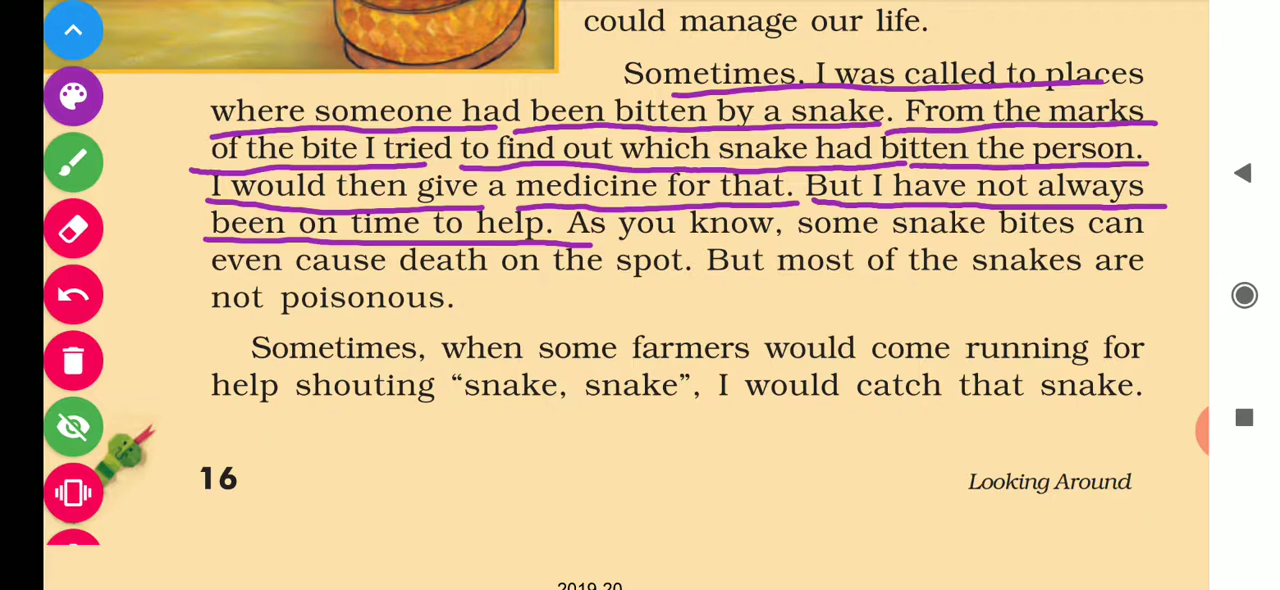 could manage our life.
Sometimes, I was called to places
where someone had been bitten by a snake. From the marks
of the bite I tried to find out which snake had bitten the person.
I would then give a medicine for that. But I have not always
been on time to help. As you know, some snake bites can
even cause death on the spot. But most of the snakes are
not poisonous.
Sometimes, when some farmers would come running for
help shouting “snake, snake”, I would catch that snake.
16
Looking Around
2019-20